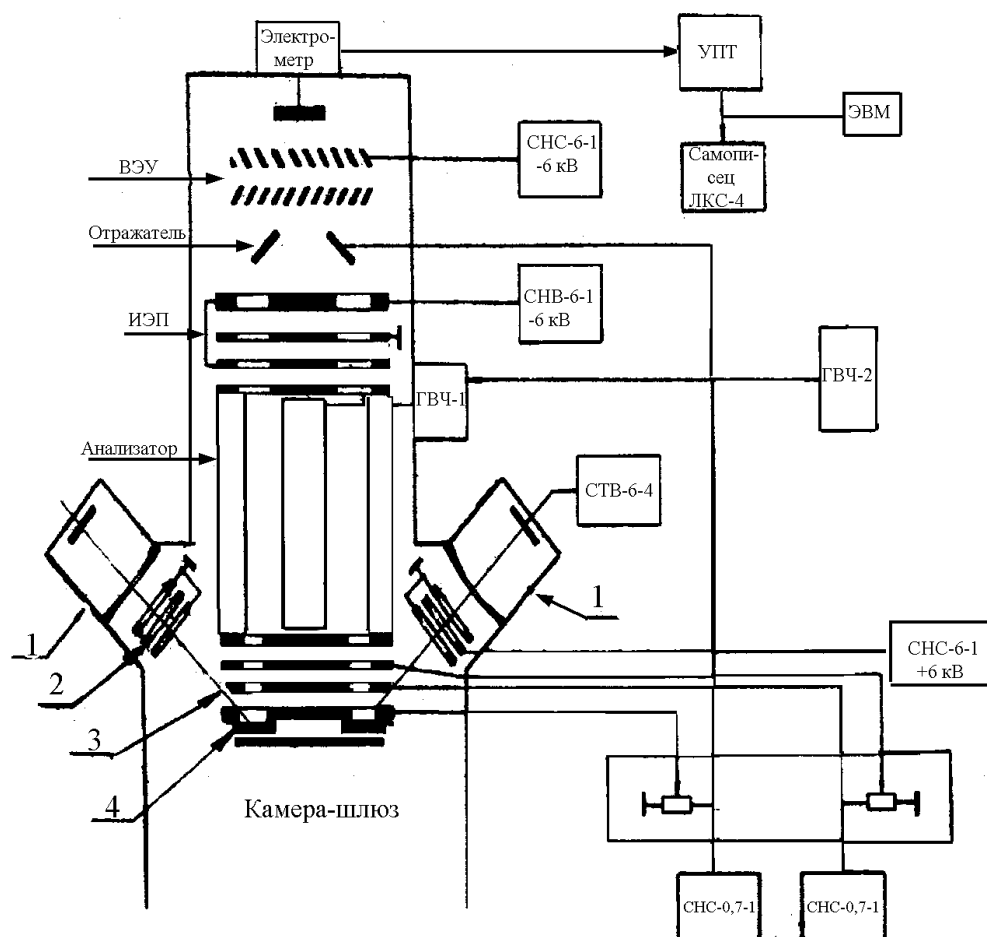 Электро-
метр
УПТ
ЭВМ
СНС-6-1
-6 кВ
Самопи-
сец
ЛКС-4
ВЭУ
Отражатель
СНВ-6-1
-6 кВ
ИЭП
ГВЧ-1
ГВЧ-2
Анализатор
СТВ-6-4
1
1
2
СНС-6-1
+6 кВ
3
4
Камера-шлюз
СНС-0,7-1
СНС-0,7-1